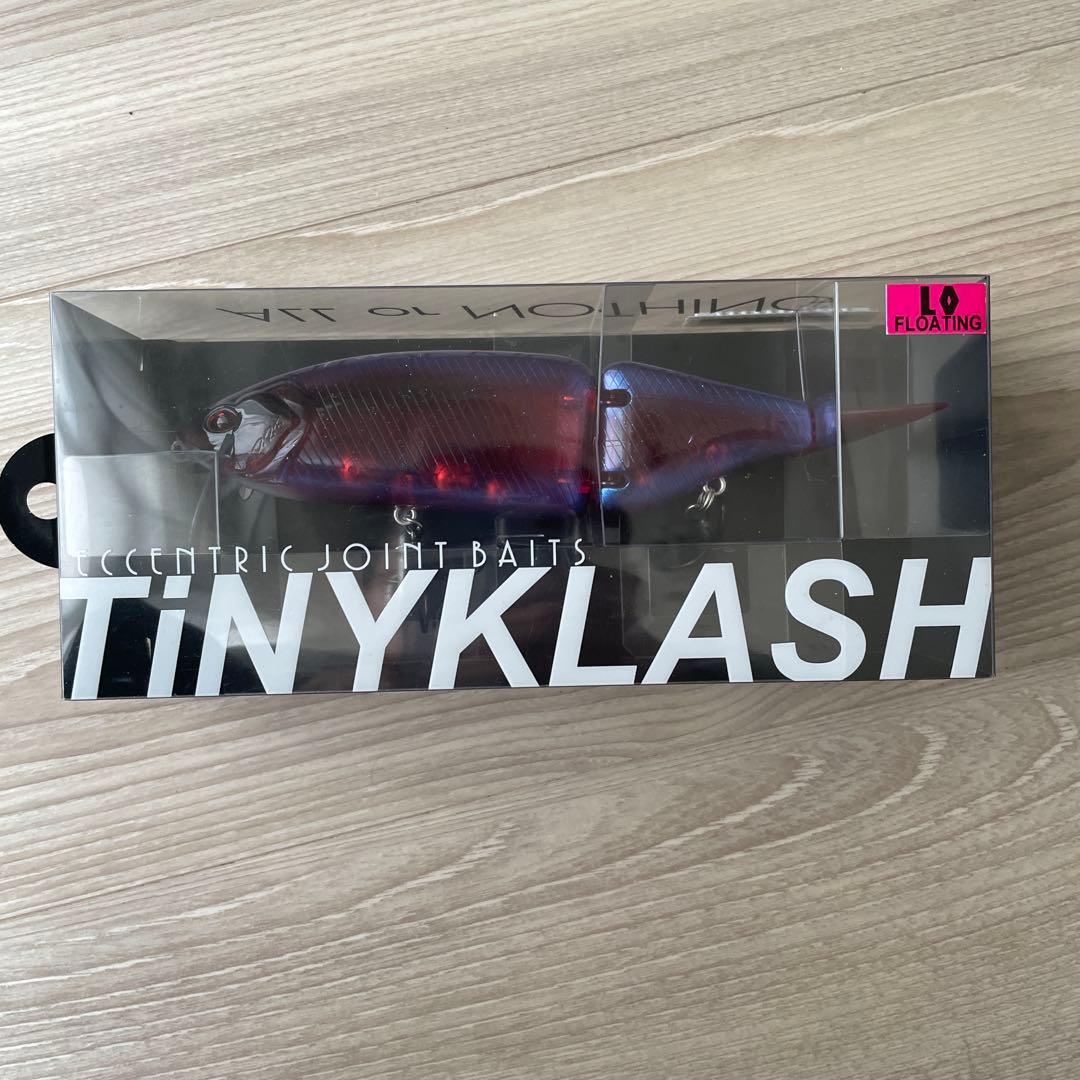 ALL or NOTHING
LO
FLOATING
ECCENTRIC JOINT BAITS
TiNYKLASH